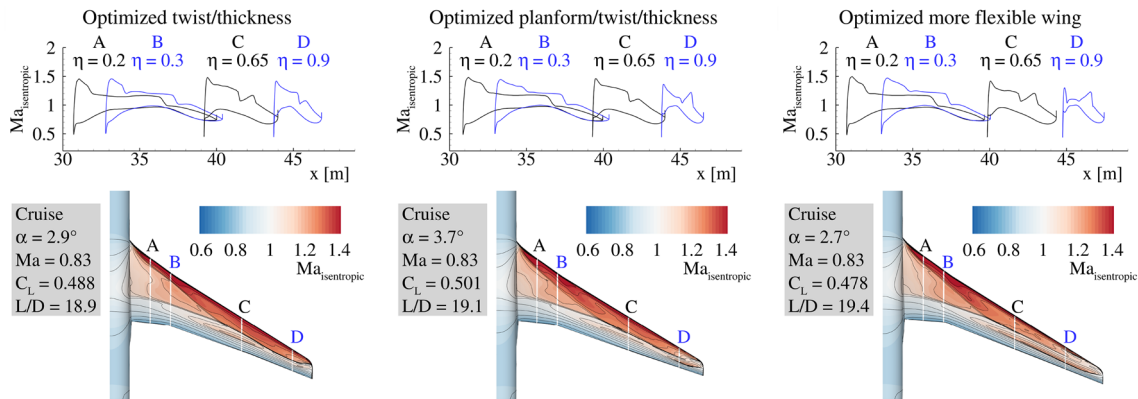 Optimized twist/thickness
A B C D
η = 0.2 η = 0.3 η = 0.65 η = 0.9
Ma_isentropic
2
1.5
1
0.5
30 35 40 45
x [m]
Cruise
α = 2.9°
Ma = 0.83
C_L = 0.488
L/D = 18.9
0.6 0.8 1 1.2 1.4
Ma_isentropic
A
B
C
D
Optimized planform/twist/thickness
A B C D
η = 0.2 η = 0.3 η = 0.65 η = 0.9
Ma_isentropic
2
1.5
1
0.5
30 35 40 45
x [m]
Cruise
α = 3.7°
Ma = 0.83
C_L = 0.501
L/D = 19.1
0.6 0.8 1 1.2 1.4
Ma_isentropic
A
B
C
D
Optimized more flexible wing
A B C D
η = 0.2 η = 0.3 η = 0.65 η = 0.9
Ma_isentropic
2
1.5
1
0.5
30 35 40 45
x [m]
Cruise
α = 2.7°
Ma = 0.83
C_L = 0.478
L/D = 19.4
0.6 0.8 1 1.2 1.4
Ma_isentropic
A
B
C
D